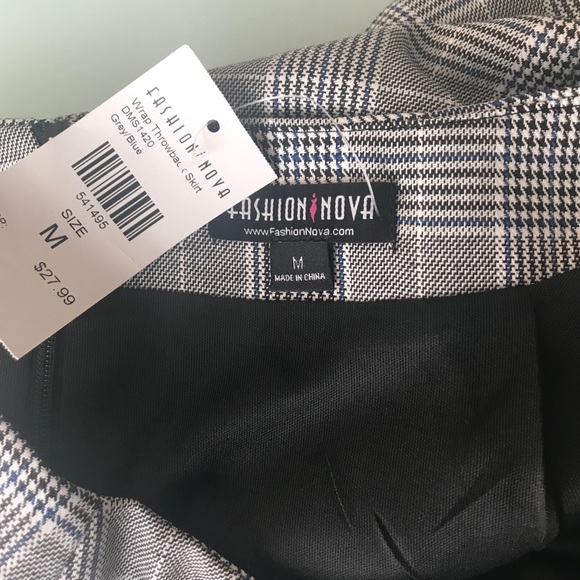 FASHION NOVA
Wrap Throwback Skirt
DMS1420
Grey/Blue
541495
SIZE
M
$27.99
FASHION NOVA
www.FashionNova.com
M
MADE IN CHINA